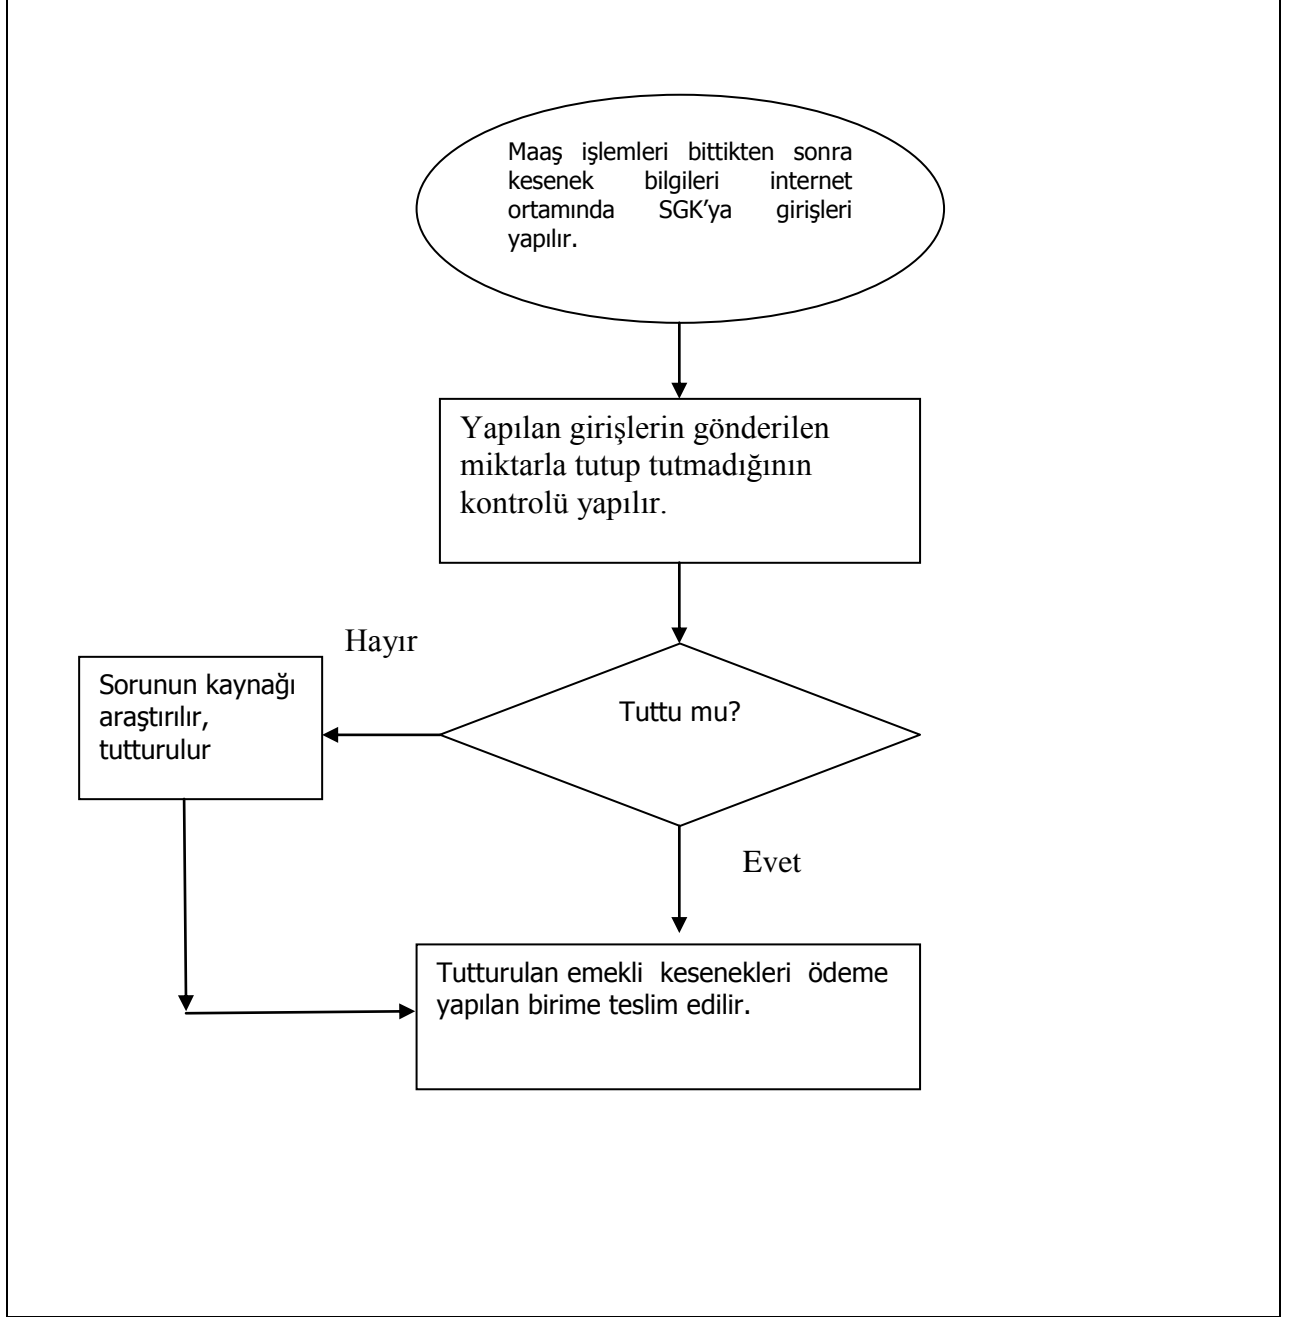 Maaş işlemleri bittikten sonra
kesenek bilgileri internet
ortamında SGK’ya girişleri
yapılır.
Yapılan girişlerin gönderilen
miktarla tutup tutmadığının
kontrolü yapılır.
Hayır
Sorunun kaynağı
araştırılır,
tutturulur
Tuttu mu?
Evet
Tutturulan emekli kesenekleri ödeme
yapılan birime teslim edilir.